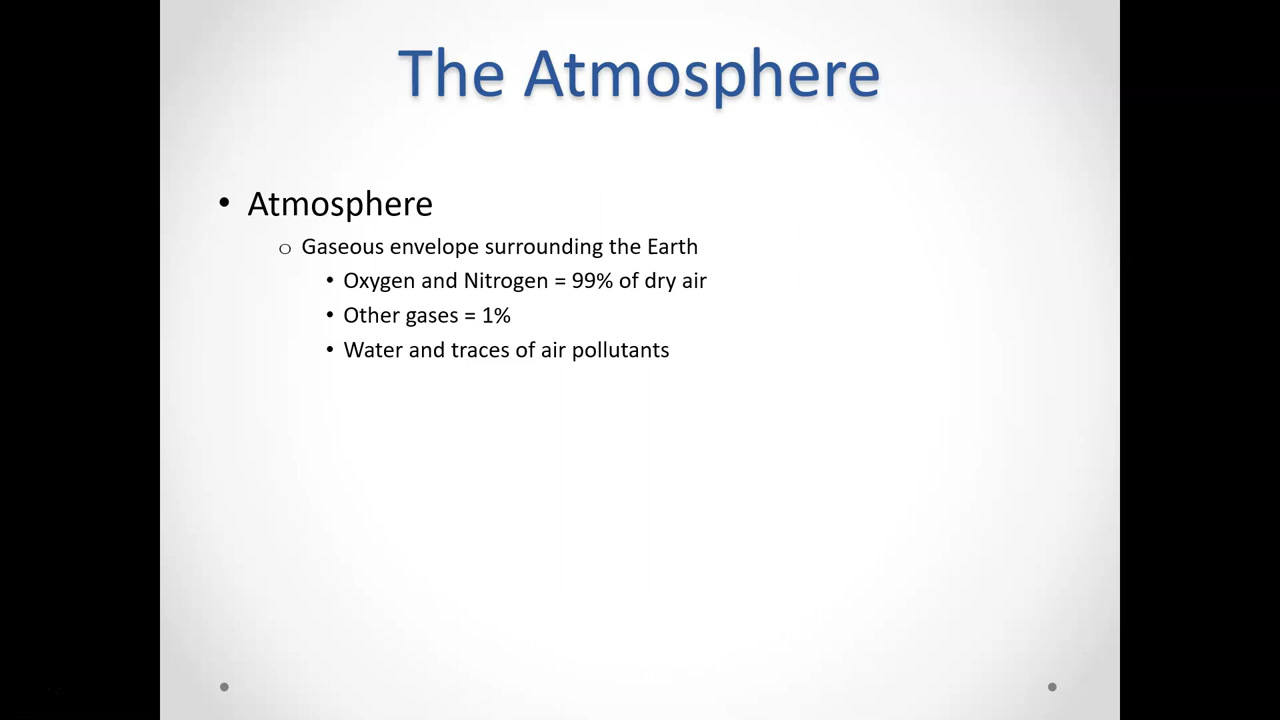 The Atmosphere
• Atmosphere
o Gaseous envelope surrounding the Earth
• Oxygen and Nitrogen = 99% of dry air
• Other gases = 1%
• Water and traces of air pollutants